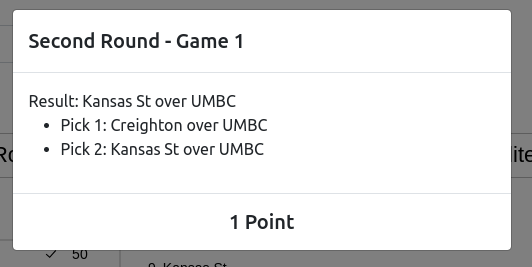 Second Round - Game 1
Result: Kansas St over UMBC
• Pick 1: Creighton over UMBC
• Pick 2: Kansas St over UMBC
1 Point
50